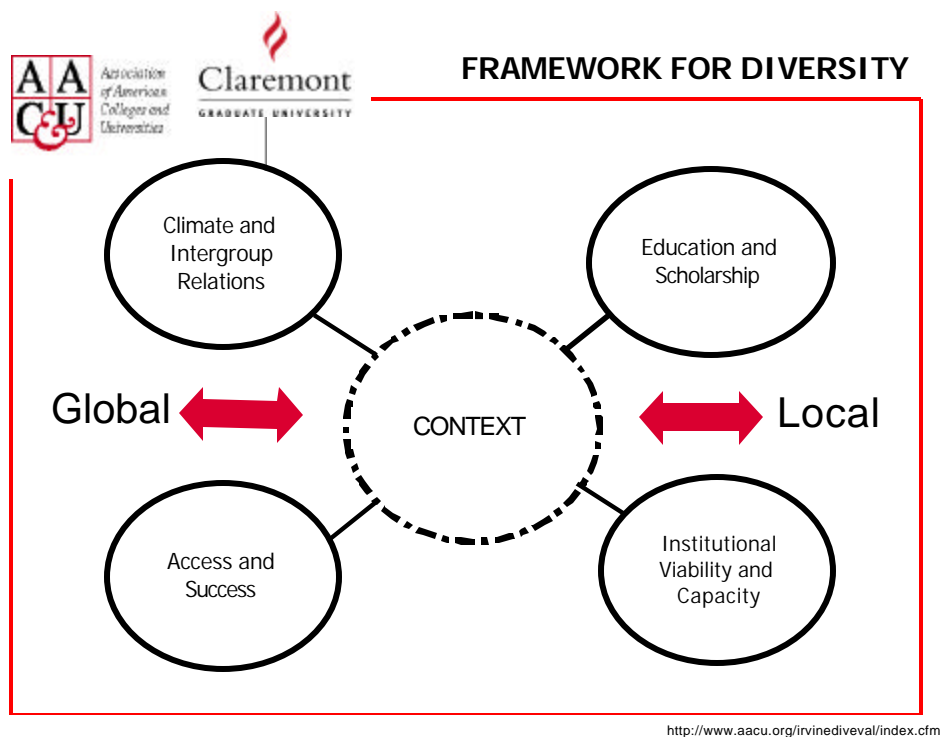 A A
C&U
Association
of American
Colleges and
Universities
Claremont
GRADUATE UNIVERSITY
FRAMEWORK FOR DIVERSITY
Climate and
Intergroup
Relations
Education and
Scholarship
Global
CONTEXT
Local
Access and
Success
Institutional
Viability and
Capacity
http://www.aacu.org/irvinediveval/index.cfm